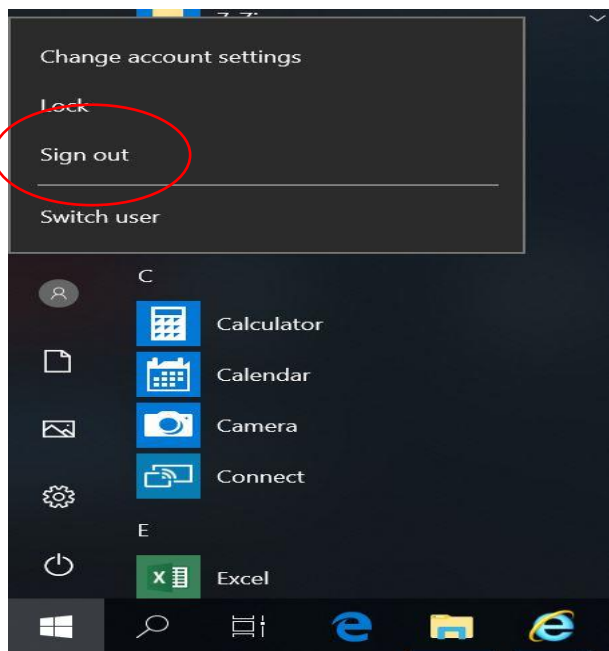 Change account settings
Lock
Sign out
Switch user
C
Calculator
Calendar
Camera
Connect
E
Excel